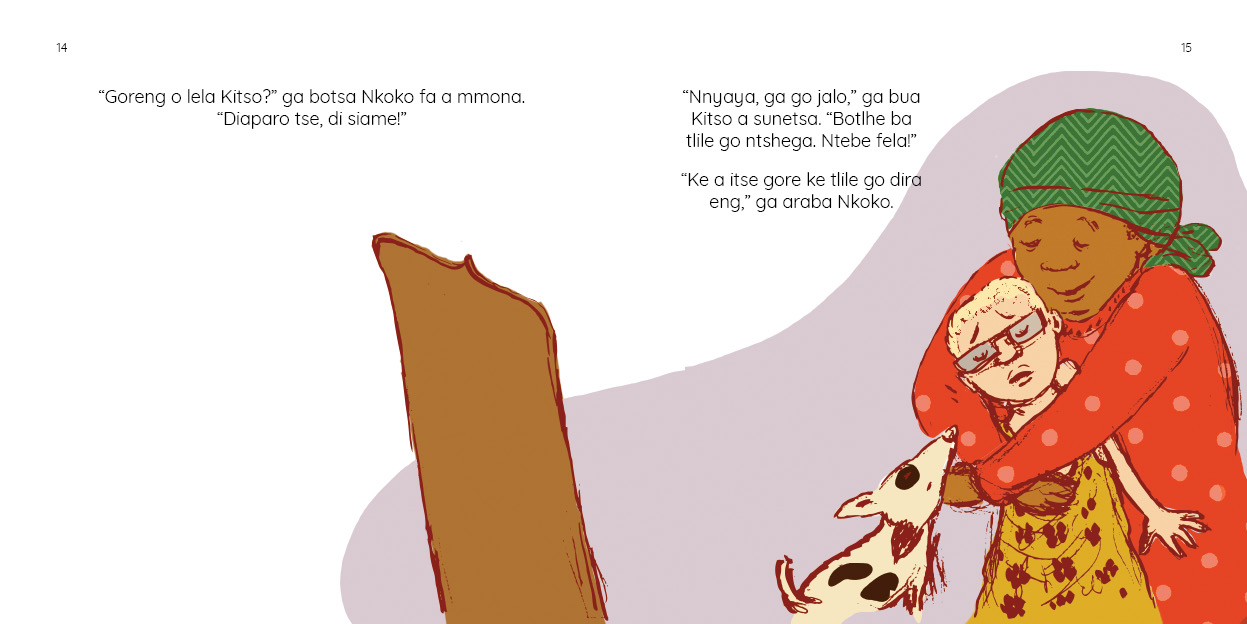 14
“Goreng o lela Kitso?” ga botsa Nkoko fa a mmona.
“Diaparo tse, di siame!”
15
“Nnyaya, ga go jalo,” ga bua
Kitso a sunetsa. “Botlhe ba
tlile go ntshega. Ntebe fela!”
“Ke a itse gore ke tlile go dira
eng,” ga araba Nkoko.